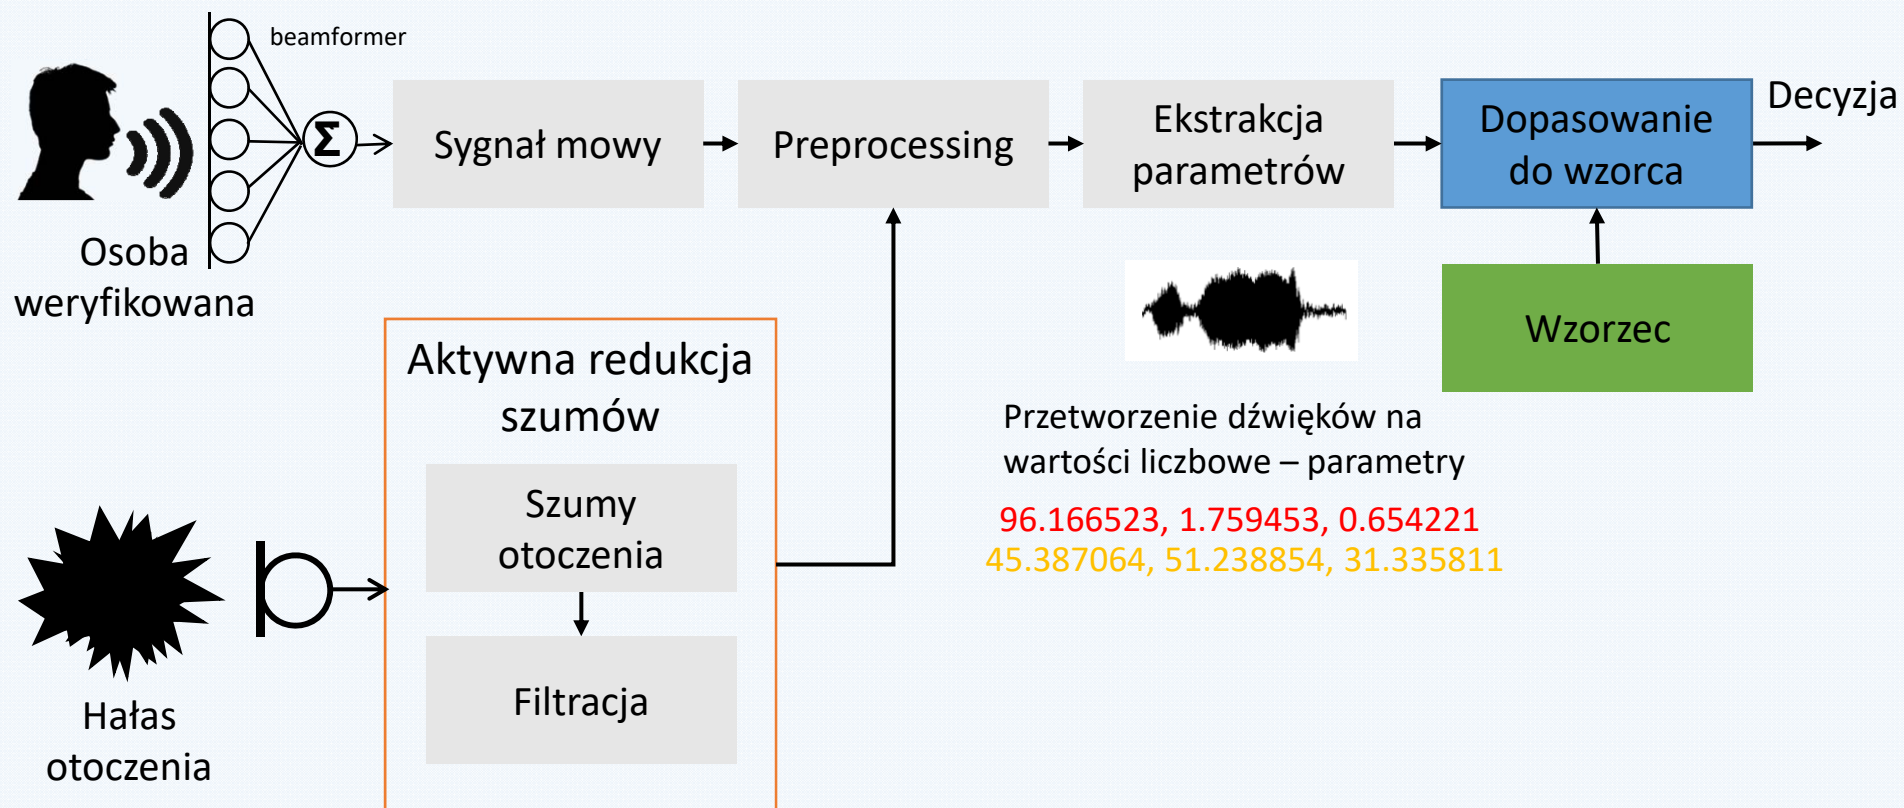 beamformer
Σ
Sygnał mowy
Preprocessing
Ekstrakcja
parametrów
Dopasowanie
do wzorca
Decyzja
Osoba
weryfikowana
Wzorzec
Aktywna redukcja
szumów
Szumy
otoczenia
Filtracja
Hałas
otoczenia
Przetworzenie dźwięków na
wartości liczbowe – parametry
96.166523, 1.759453, 0.654221
45.387064, 51.238854, 31.335811